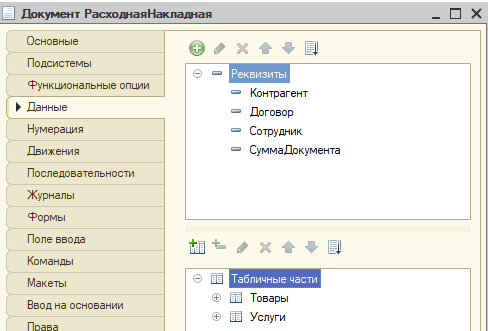 Документ РасходнаяНакладная
Основные
Подсистемы
Функциональные опции
Данные
Нумерация
Движения
Последовательности
Журналы
Формы
Поле ввода
Команды
Макеты
Ввод на основании
Права
Реквизиты
Контрагент
Договор
Сотрудник
СуммаДокумента
Табличные части
Товары
Услуги